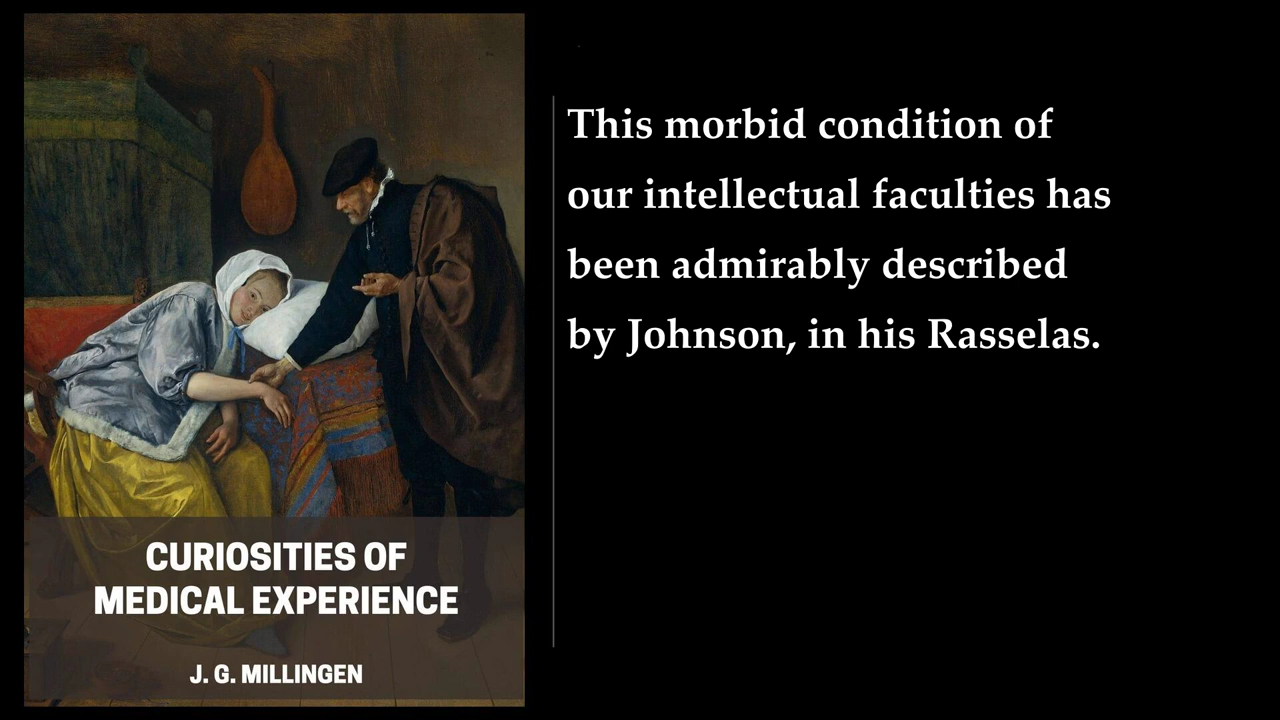 This morbid condition of
our intellectual faculties has
been admirably described
by Johnson, in his Rasselas.
CURIOSITIES OF
MEDICAL EXPERIENCE
J. G. MILLINGEN